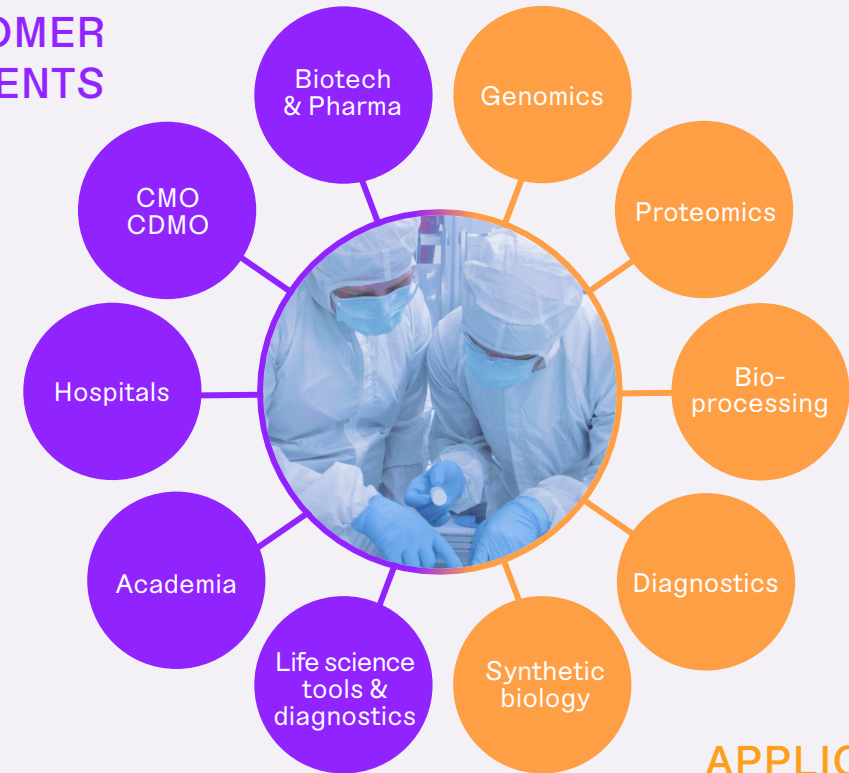 OMER
ENTS
Biotech
& Pharma
Genomics
CMO
CDMO
Proteomics
Hospitals
Bio-
processing
Academia
Diagnostics
Life science
tools &
diagnostics
Synthetic
biology
APPLIC